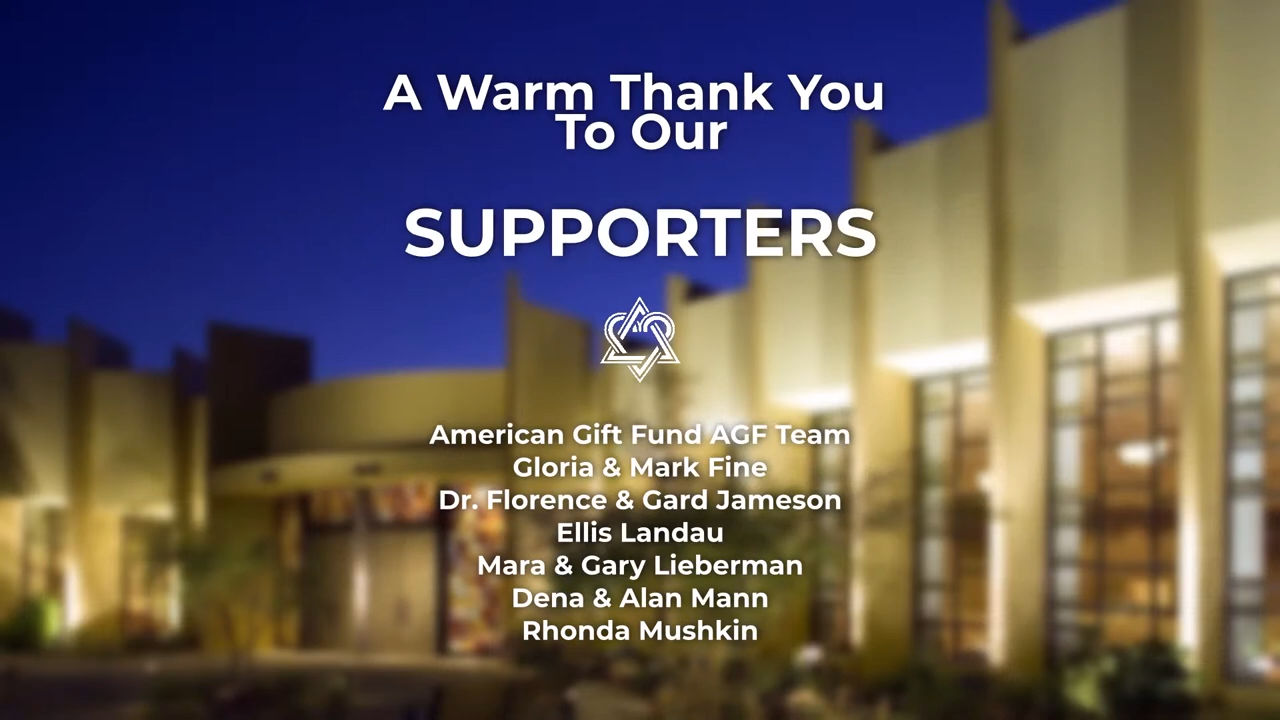 A Warm Thank You
To Our
SUPPORTERS
American Gift Fund AGF Team
Gloria & Mark Fine
Dr. Florence & Gard Jameson
Ellis Landau
Mara & Gary Lieberman
Dena & Alan Mann
Rhonda Mushkin